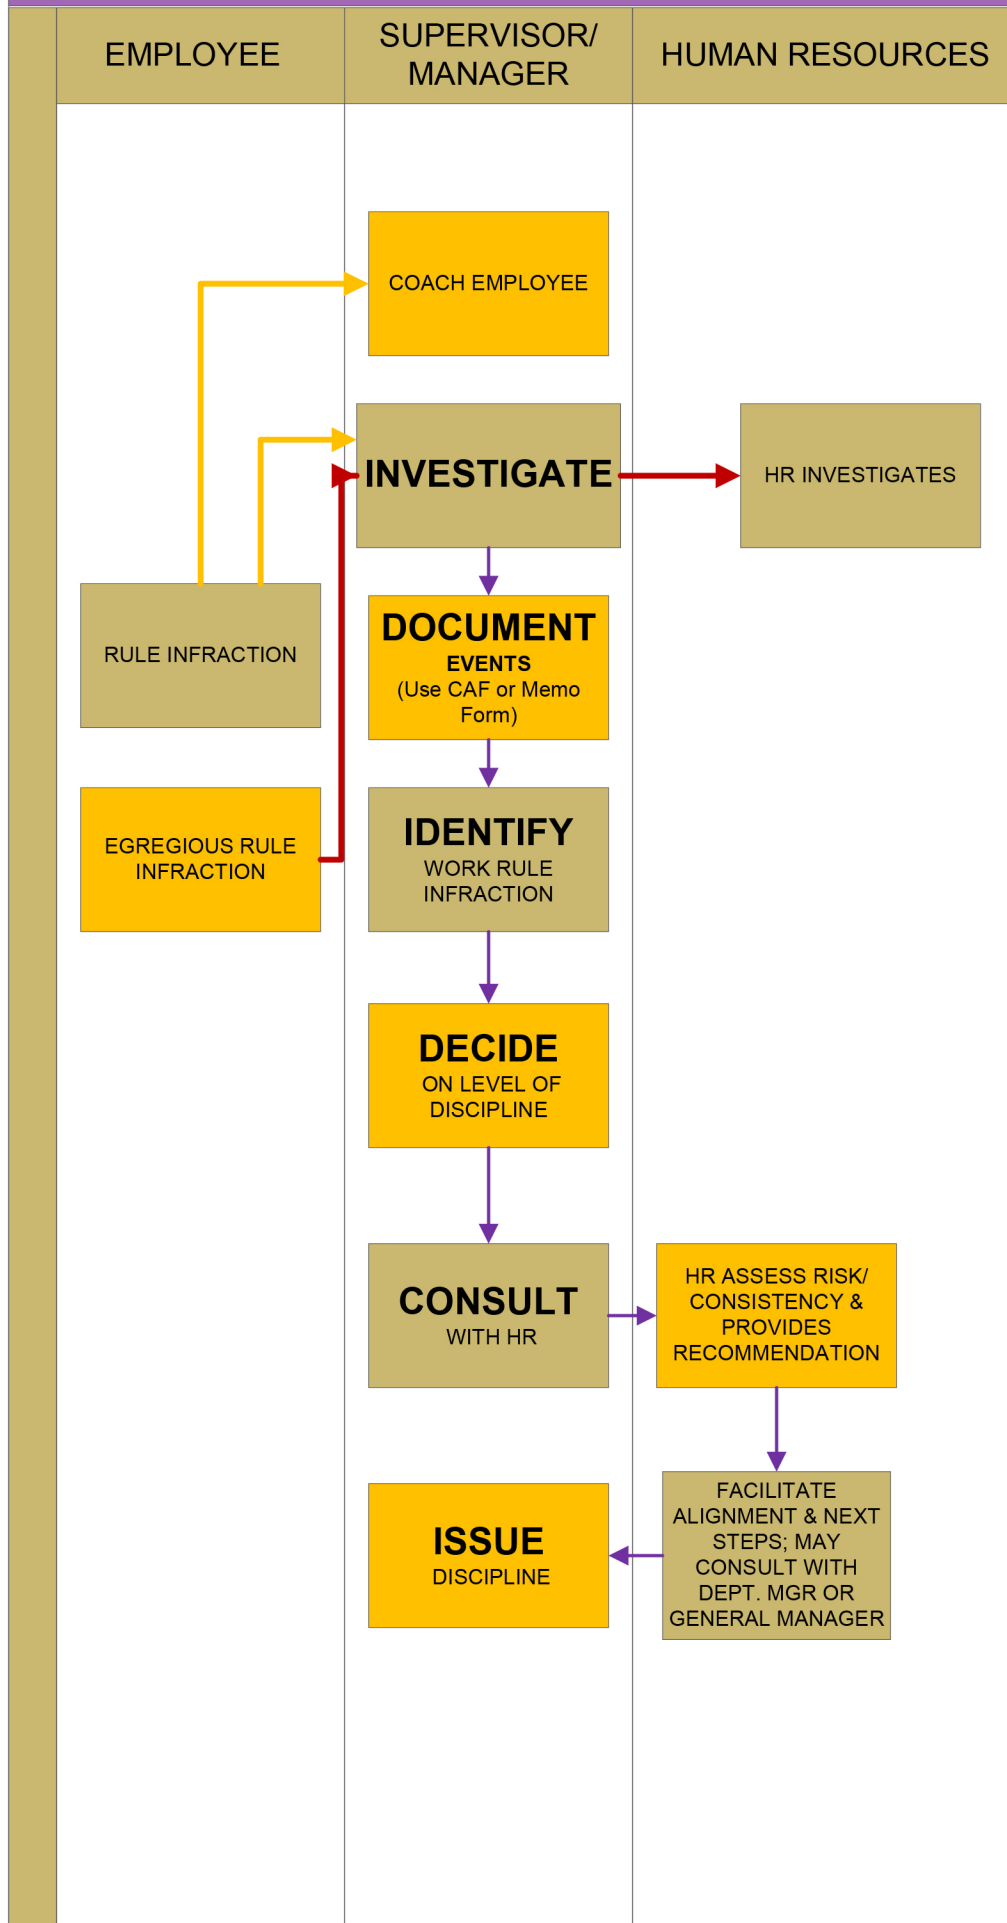 EMPLOYEE
SUPERVISOR/
MANAGER
HUMAN RESOURCES
COACH EMPLOYEE
INVESTIGATE
HR INVESTIGATES
RULE INFRACTION
DOCUMENT
EVENTS
(Use CAF or Memo
Form)
EGREGIOUS RULE
INFRACTION
IDENTIFY
WORK RULE
INFRACTION
DECIDE
ON LEVEL OF
DISCIPLINE
CONSULT
WITH HR
HR ASSESS RISK/
CONSISTENCY &
PROVIDES
RECOMMENDATION
FACILITATE
ALIGNMENT & NEXT
STEPS; MAY
CONSULT WITH
DEPT. MGR OR
GENERAL MANAGER
ISSUE
DISCIPLINE